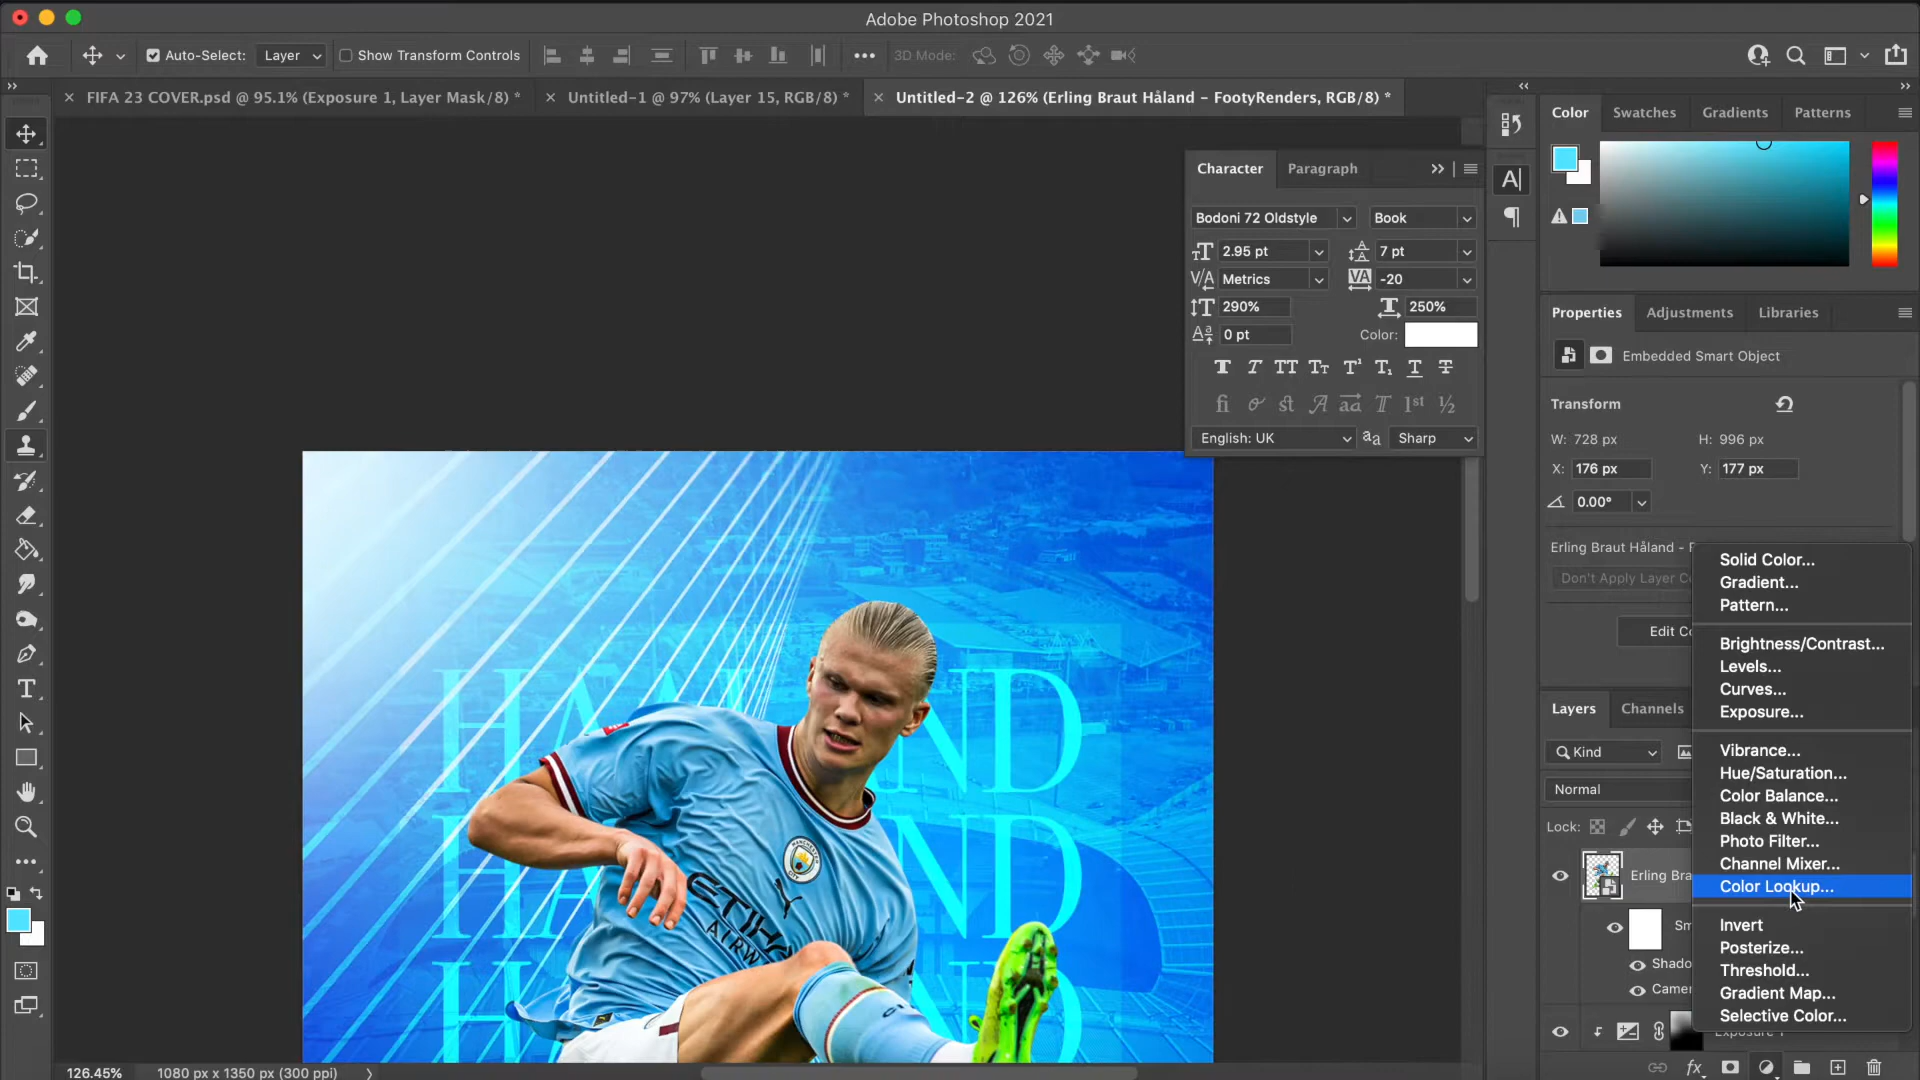 Adobe Photoshop 2021
Auto-Select: Layer Show Transform Controls 3D Mode:
FIFA 23 COVER.psd @ 95.1% (Exposure 1, Layer Mask/8) *
Untitled-1 @ 97% (Layer 15, RGB/8) *
Untitled-2 @ 126% (Erling Braut Håland - FootyRenders, RGB/8) *
Character Paragraph
Bodoni 72 Oldstyle Book
2.95 pt 7 pt
Metrics -20
290% 250%
0 pt Color:
English: UK Sharp
Color Swatches Gradients Patterns
Properties Adjustments Libraries
Embedded Smart Object
Transform
W: 728 px H: 996 px
X: 176 px Y: 177 px
0.00°
Erling Braut Håland - F
Don't Apply Layer C
Edit Co
Layers Channels
Kind
Normal
Lock:
Erling Bra
Sm
Shado
Camer
Exposure 1
Solid Color...
Gradient...
Pattern...
Brightness/Contrast...
Levels...
Curves...
Exposure...
Vibrance...
Hue/Saturation...
Color Balance...
Black & White...
Photo Filter...
Channel Mixer...
Color Lookup...
Invert
Posterize...
Threshold...
Gradient Map...
Selective Color...
MANCHESTER
CITY
ETIHA
AIRW
126.45% 1080 px x 1350 px (300 ppi)